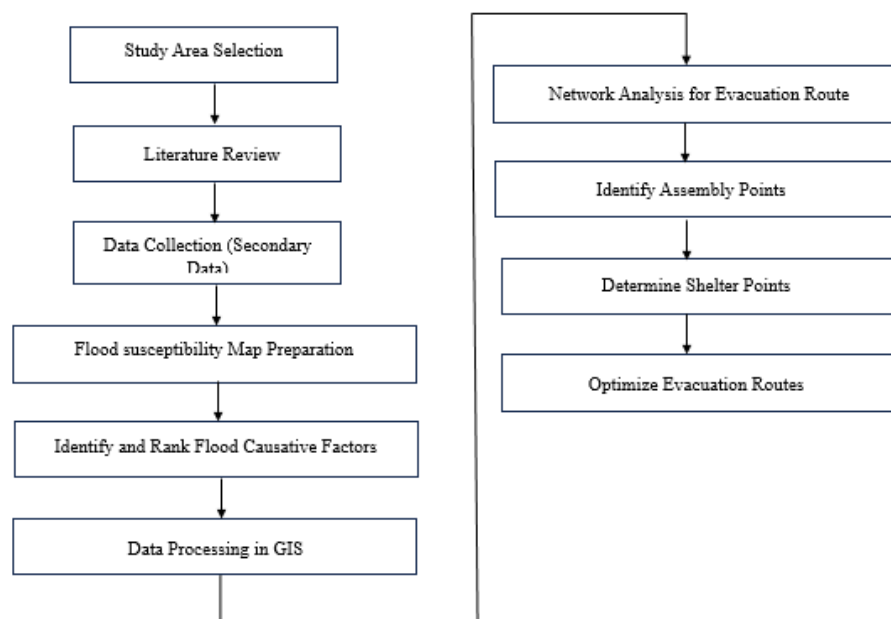 Study Area Selection
Literature Review
Data Collection (Secondary
Data)
Flood susceptibility Map Preparation
Identify and Rank Flood Causative Factors
Data Processing in GIS
Network Analysis for Evacuation Route
Identify Assembly Points
Determine Shelter Points
Optimize Evacuation Routes